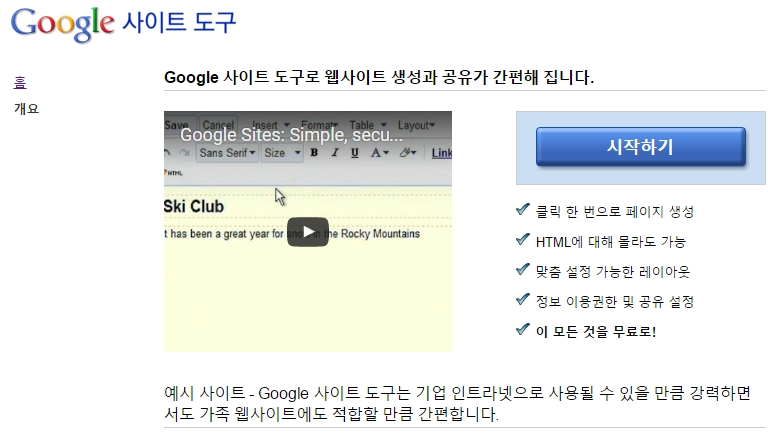 Google 사이트 도구
홈
개요
Google 사이트 도구로 웹사이트 생성과 공유가 간편해 집니다.
Save Cancel Insert Format Table Layout
Google Sites: Simple, secu...
Sans Serif Size B I U A Link
HTML
Ski Club
t has been a great year for in the Rocky Mountains
시작하기
클릭 한 번으로 페이지 생성
HTML에 대해 몰라도 가능
맞춤 설정 가능한 레이아웃
정보 이용권한 및 공유 설정
이 모든 것을 무료로!
예시 사이트 - Google 사이트 도구는 기업 인트라넷으로 사용될 수 있을 만큼 강력하면
서도 가족 웹사이트에도 적합할 만큼 간편합니다.